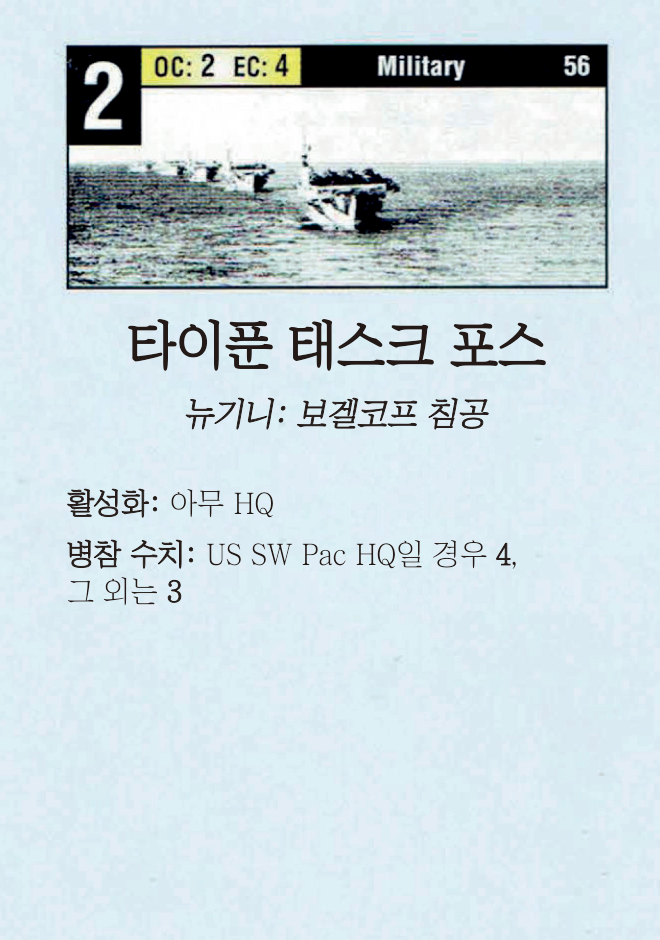 2 OC: 2 EC: 4 Military 56
타이푼 태스크 포스
뉴기니: 보겔코프 침공
활성화: 아무 HQ
병참 수치: US SW Pac HQ일 경우 4,
그 외는 3